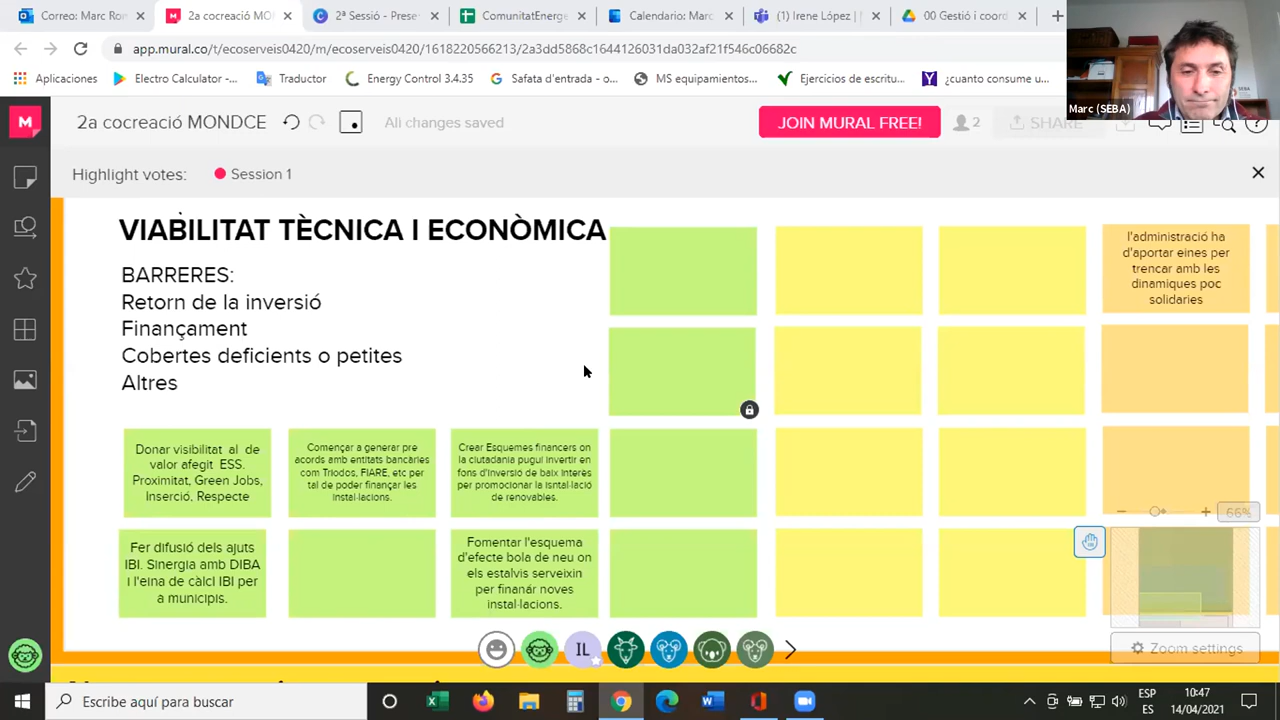 Correo: Marc Ron
2a cocreació MOND
2ª Sessió - Prese
ComunitatEnerge
Calendario: Marc
(1) Irene López |
00 Gestió i coord
app.mural.co/t/ecoserveis0420/m/ecoserveis0420/1618220566213/2a3dd5868c1644126031da032af21f546c06682c
Aplicaciones
Electro Calculator -...
Traductor
Energy Control 3.4.35
Safata d'entrada - o...
MS equipamentos...
Ejercicios de escritu...
¿cuanto consume u...
Marc (SEBA)
2a cocreació MONDCE
All changes saved
JOIN MURAL FREE!
2
SHARE
Highlight votes:
Session 1
VIABILITAT TÈCNICA I ECONÒMICA
BARRERES:
Retorn de la inversió
Finançament
Cobertes deficients o petites
Altres
l'administració ha
d'aportar eines per
trencar amb les
dinamiques poc
solidaries
Donar visibilitat al de
valor afegit ESS.
Proximitat, Green Jobs,
Inserció, Respecte
Començar a generar pre
acords amb entitats bancàries
com Triodos, FIARE, etc per
tal de poder finançar les
instal·lacions.
Crear Esquemes financers on
la ciutadania pugui invertir en
fons d'inversió de baix interès
per promocionar la isntal·lació
de renovables.
Fer difusió dels ajuts
IBI. Sinergia amb DIBA
i l'eina de càlcl IBI per
a municipis.
Fomentar l'esquema
d'efecte bola de neu on
els estalvis serveixin
per finanár noves
instal·lacions.
66%
IL
Zoom settings
Escribe aquí para buscar
ESP
ES
10:47
14/04/2021